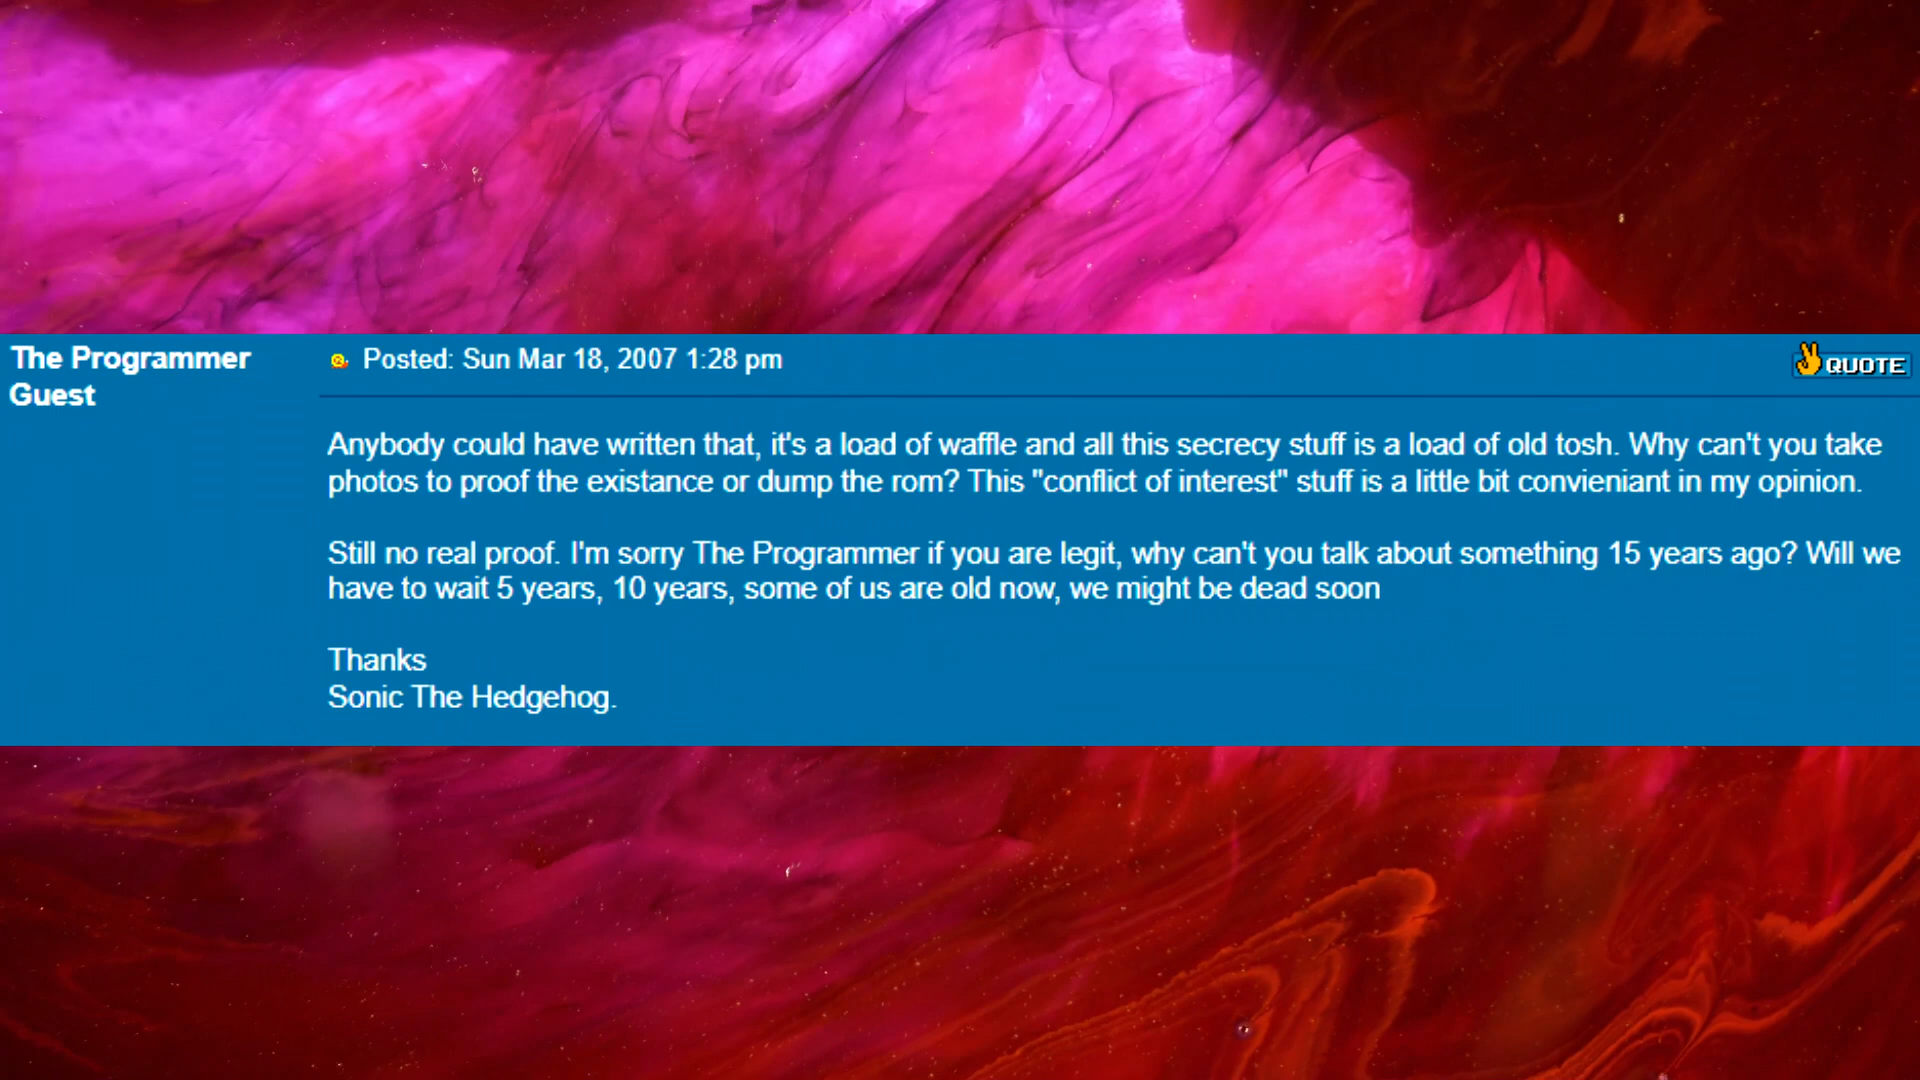 The Programmer
Guest
Posted: Sun Mar 18, 2007 1:28 pm
QUOTE
Anybody could have written that, it's a load of waffle and all this secrecy stuff is a load of old tosh. Why can't you take
photos to proof the existance or dump the rom? This "conflict of interest" stuff is a little bit convieniant in my opinion.
Still no real proof. I'm sorry The Programmer if you are legit, why can't you talk about something 15 years ago? Will we
have to wait 5 years, 10 years, some of us are old now, we might be dead soon
Thanks
Sonic The Hedgehog.